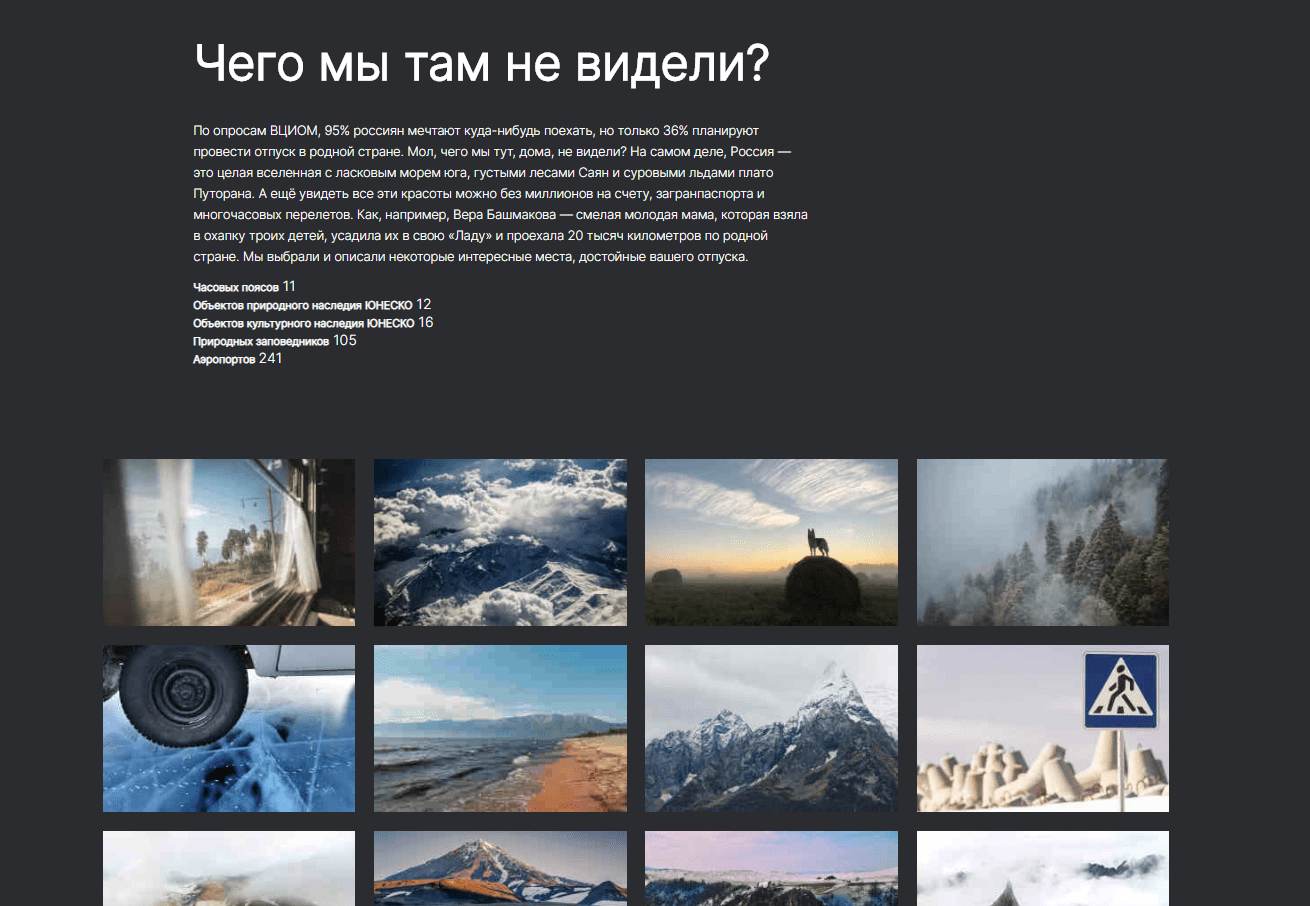 Чего мы там не видели?
По опросам ВЦИОМ, 95% россиян мечтают куда-нибудь поехать, но только 36% планируют
провести отпуск в родной стране. Мол, чего мы тут, дома, не видели? На самом деле, Россия —
это целая вселенная с ласковым морем юга, густыми лесами Саян и суровыми льдами плато
Путорана. А ещё увидеть все эти красоты можно без миллионов на счету, загранпаспорта и
многочасовых перелетов. Как, например, Вера Башмакова — смелая молодая мама, которая взяла
в охапку троих детей, усадила их в свою «Ладу» и проехала 20 тысяч километров по родной
стране. Мы выбрали и описали некоторые интересные места, достойные вашего отпуска.
Часовых поясов 11
Объектов природного наследия ЮНЕСКО 12
Объектов культурного наследия ЮНЕСКО 16
Природных заповедников 105
Аэропортов 241